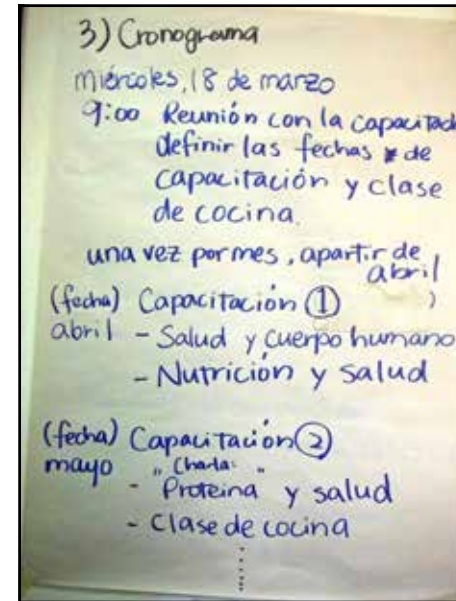 3) Cronograma
miércoles, 18 de marzo
9:00 Reunión con la capacitad
definir las fechas de
capacitación y clase
de cocina.
una vez por mes, apartir de
abril
(fecha) Capacitación ①
abril - Salud y cuerpo humano
- Nutrición y salud
(fecha) Capacitación ②
mayo " Charla: "
- Proteina y salud
- Clase de cocina